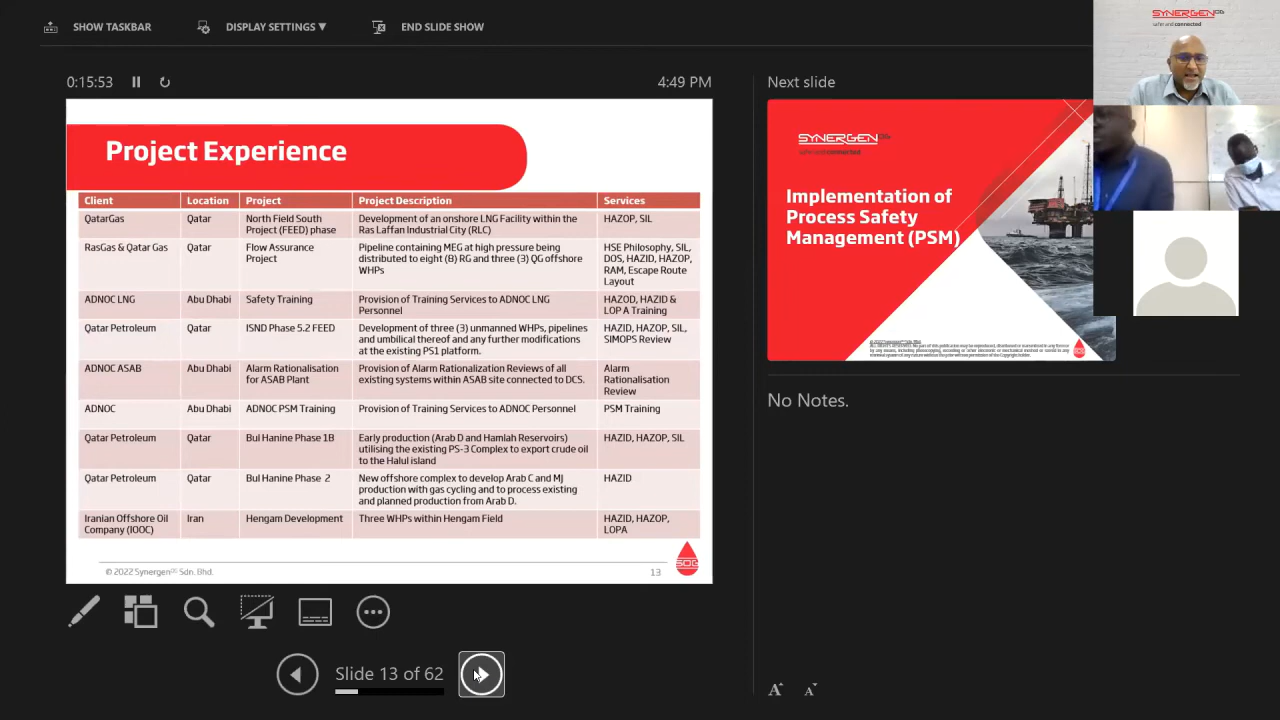 SHOW TASKBAR
DISPLAY SETTINGS ▼
END SLIDE SHOW
0:15:53
4:49 PM
Next slide
Project Experience
Client Location Project Project Description Services
QatarGas Qatar North Field South Development of an onshore LNG Facility within the HAZOP, SIL
Project (FEED) phase Ras Laffan Industrial City (RLC)
RasGas & Qatar Gas Qatar Flow Assurance Pipeline containing MEG at high pressure being HSE Philosophy, SIL,
Project distributed to eight (8) RG and three (3) QG offshore DOS, HAZID, HAZOP,
WHPs RAM, Escape Route
Layout
ADNOC LNG Abu Dhabi Safety Training Provision of Training Services to ADNOC LNG HAZOD, HAZID &
Personnel LOP A Training
Qatar Petroleum Qatar ISND Phase 5.2 FEED Development of three (3) unmanned WHPs, pipelines HAZID, HAZOP, SIL,
and umbilical thereof and any further modifications SIMOPS Review
at the existing PS1 platform.
ADNOC ASAB Abu Dhabi Alarm Rationalisation Provision of Alarm Rationalization Reviews of all Alarm
for ASAB Plant existing systems within ASAB site connected to DCS. Rationalisation
Review
ADNOC Abu Dhabi ADNOC PSM Training Provision of Training Services to ADNOC Personnel PSM Training
Qatar Petroleum Qatar Bul Hanine Phase 1B Early production (Arab D and Hamlah Reservoirs) HAZID, HAZOP, SIL
utilising the existing PS-3 Complex to export crude oil
to the Halul island
Qatar Petroleum Qatar Bul Hanine Phase 2 New offshore complex to develop Arab C and MJ HAZID
production with gas cycling and to process existing
and planned production from Arab D.
Iranian Offshore Oil Iran Hengam Development Three WHPs within Hengam Field HAZID, HAZOP,
Company (IOOC) LOPA
© 2022 Synergen OG Sdn. Bhd.
13
SOG
SYNERGEN OG
safer and connected
Implementation of
Process Safety
Management (PSM)
SYNERGEN OG
safer and connected
No Notes.
Slide 13 of 62
A A